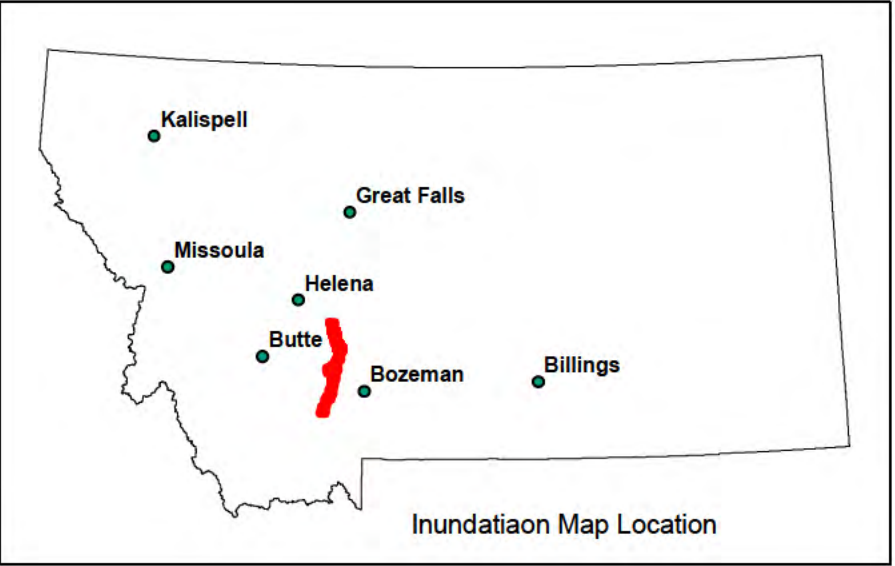 Kalispell
Great Falls
Missoula
Helena
Butte
Bozeman
Billings
Inundatiaon Map Location